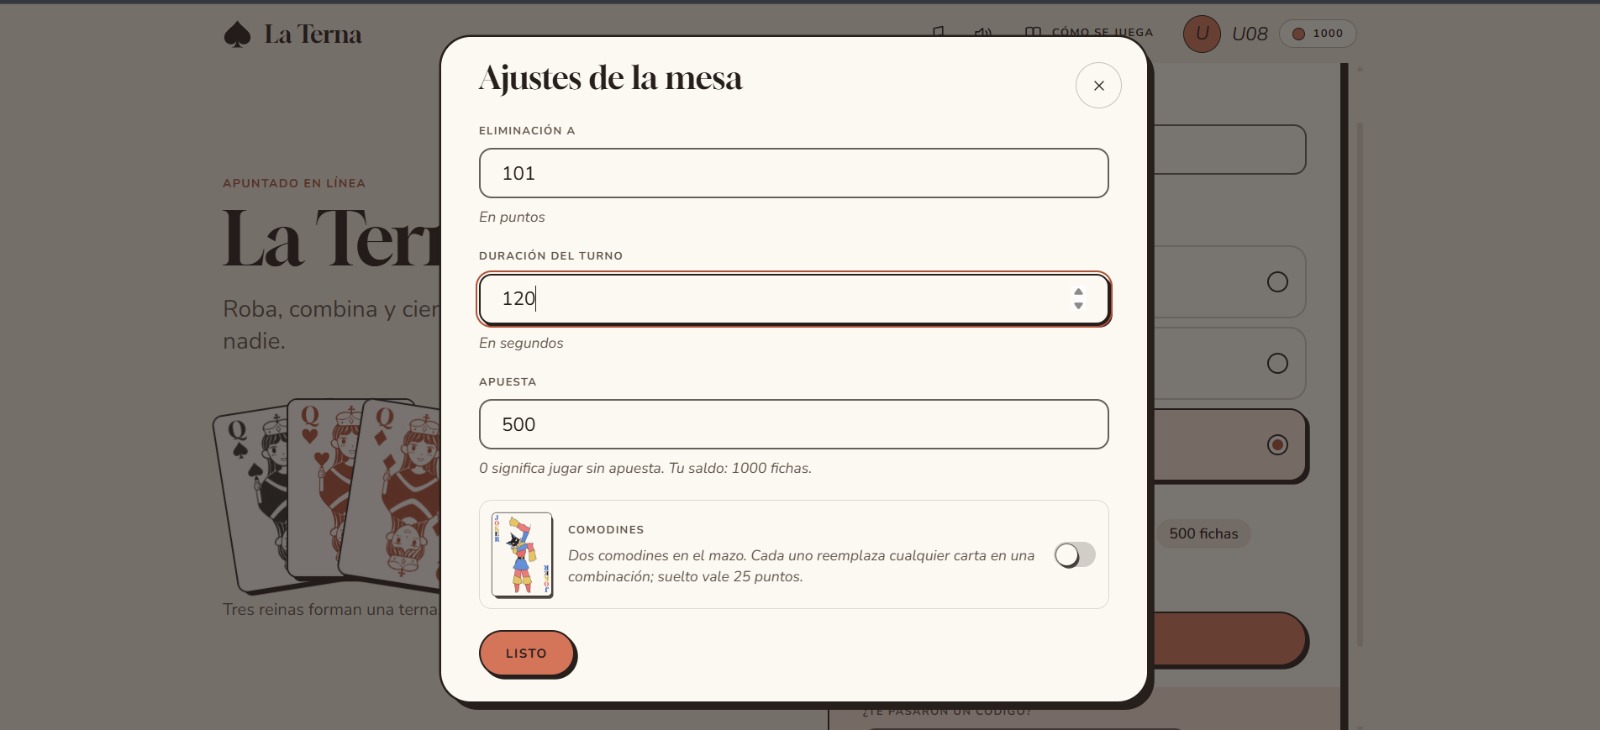 La Terna
CÓMO SE JUEGA
U
U08
1000
Ajustes de la mesa
×
ELIMINACIÓN A
101
En puntos
DURACIÓN DEL TURNO
120
En segundos
APUESTA
500
0 significa jugar sin apuesta. Tu saldo: 1000 fichas.
JOKER
COMODINES
Dos comodines en el mazo. Cada uno reemplaza cualquier carta en una
combinación; suelto vale 25 puntos.
JOKER
LISTO
APUNTADO EN LÍNEA
La Ter
Roba, combina y cier
nadie.
Q
Q
Q
Tres reinas forman una terna
500 fichas
¿TE PASARON UN CÓDIGO?